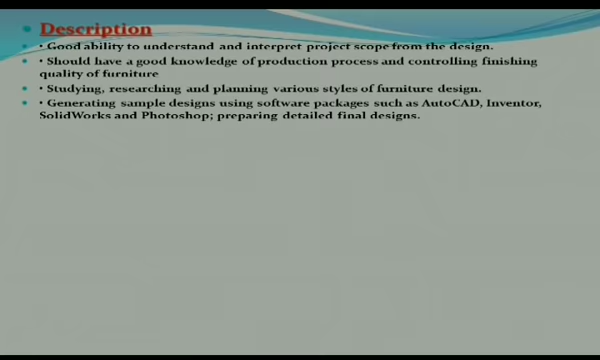 Description
• Good ability to understand and interpret project scope from the design.
• Should have a good knowledge of production process and controlling finishing
quality of furniture
• Studying, researching and planning various styles of furniture design.
• Generating sample designs using software packages such as AutoCAD, Inventor,
SolidWorks and Photoshop; preparing detailed final designs.